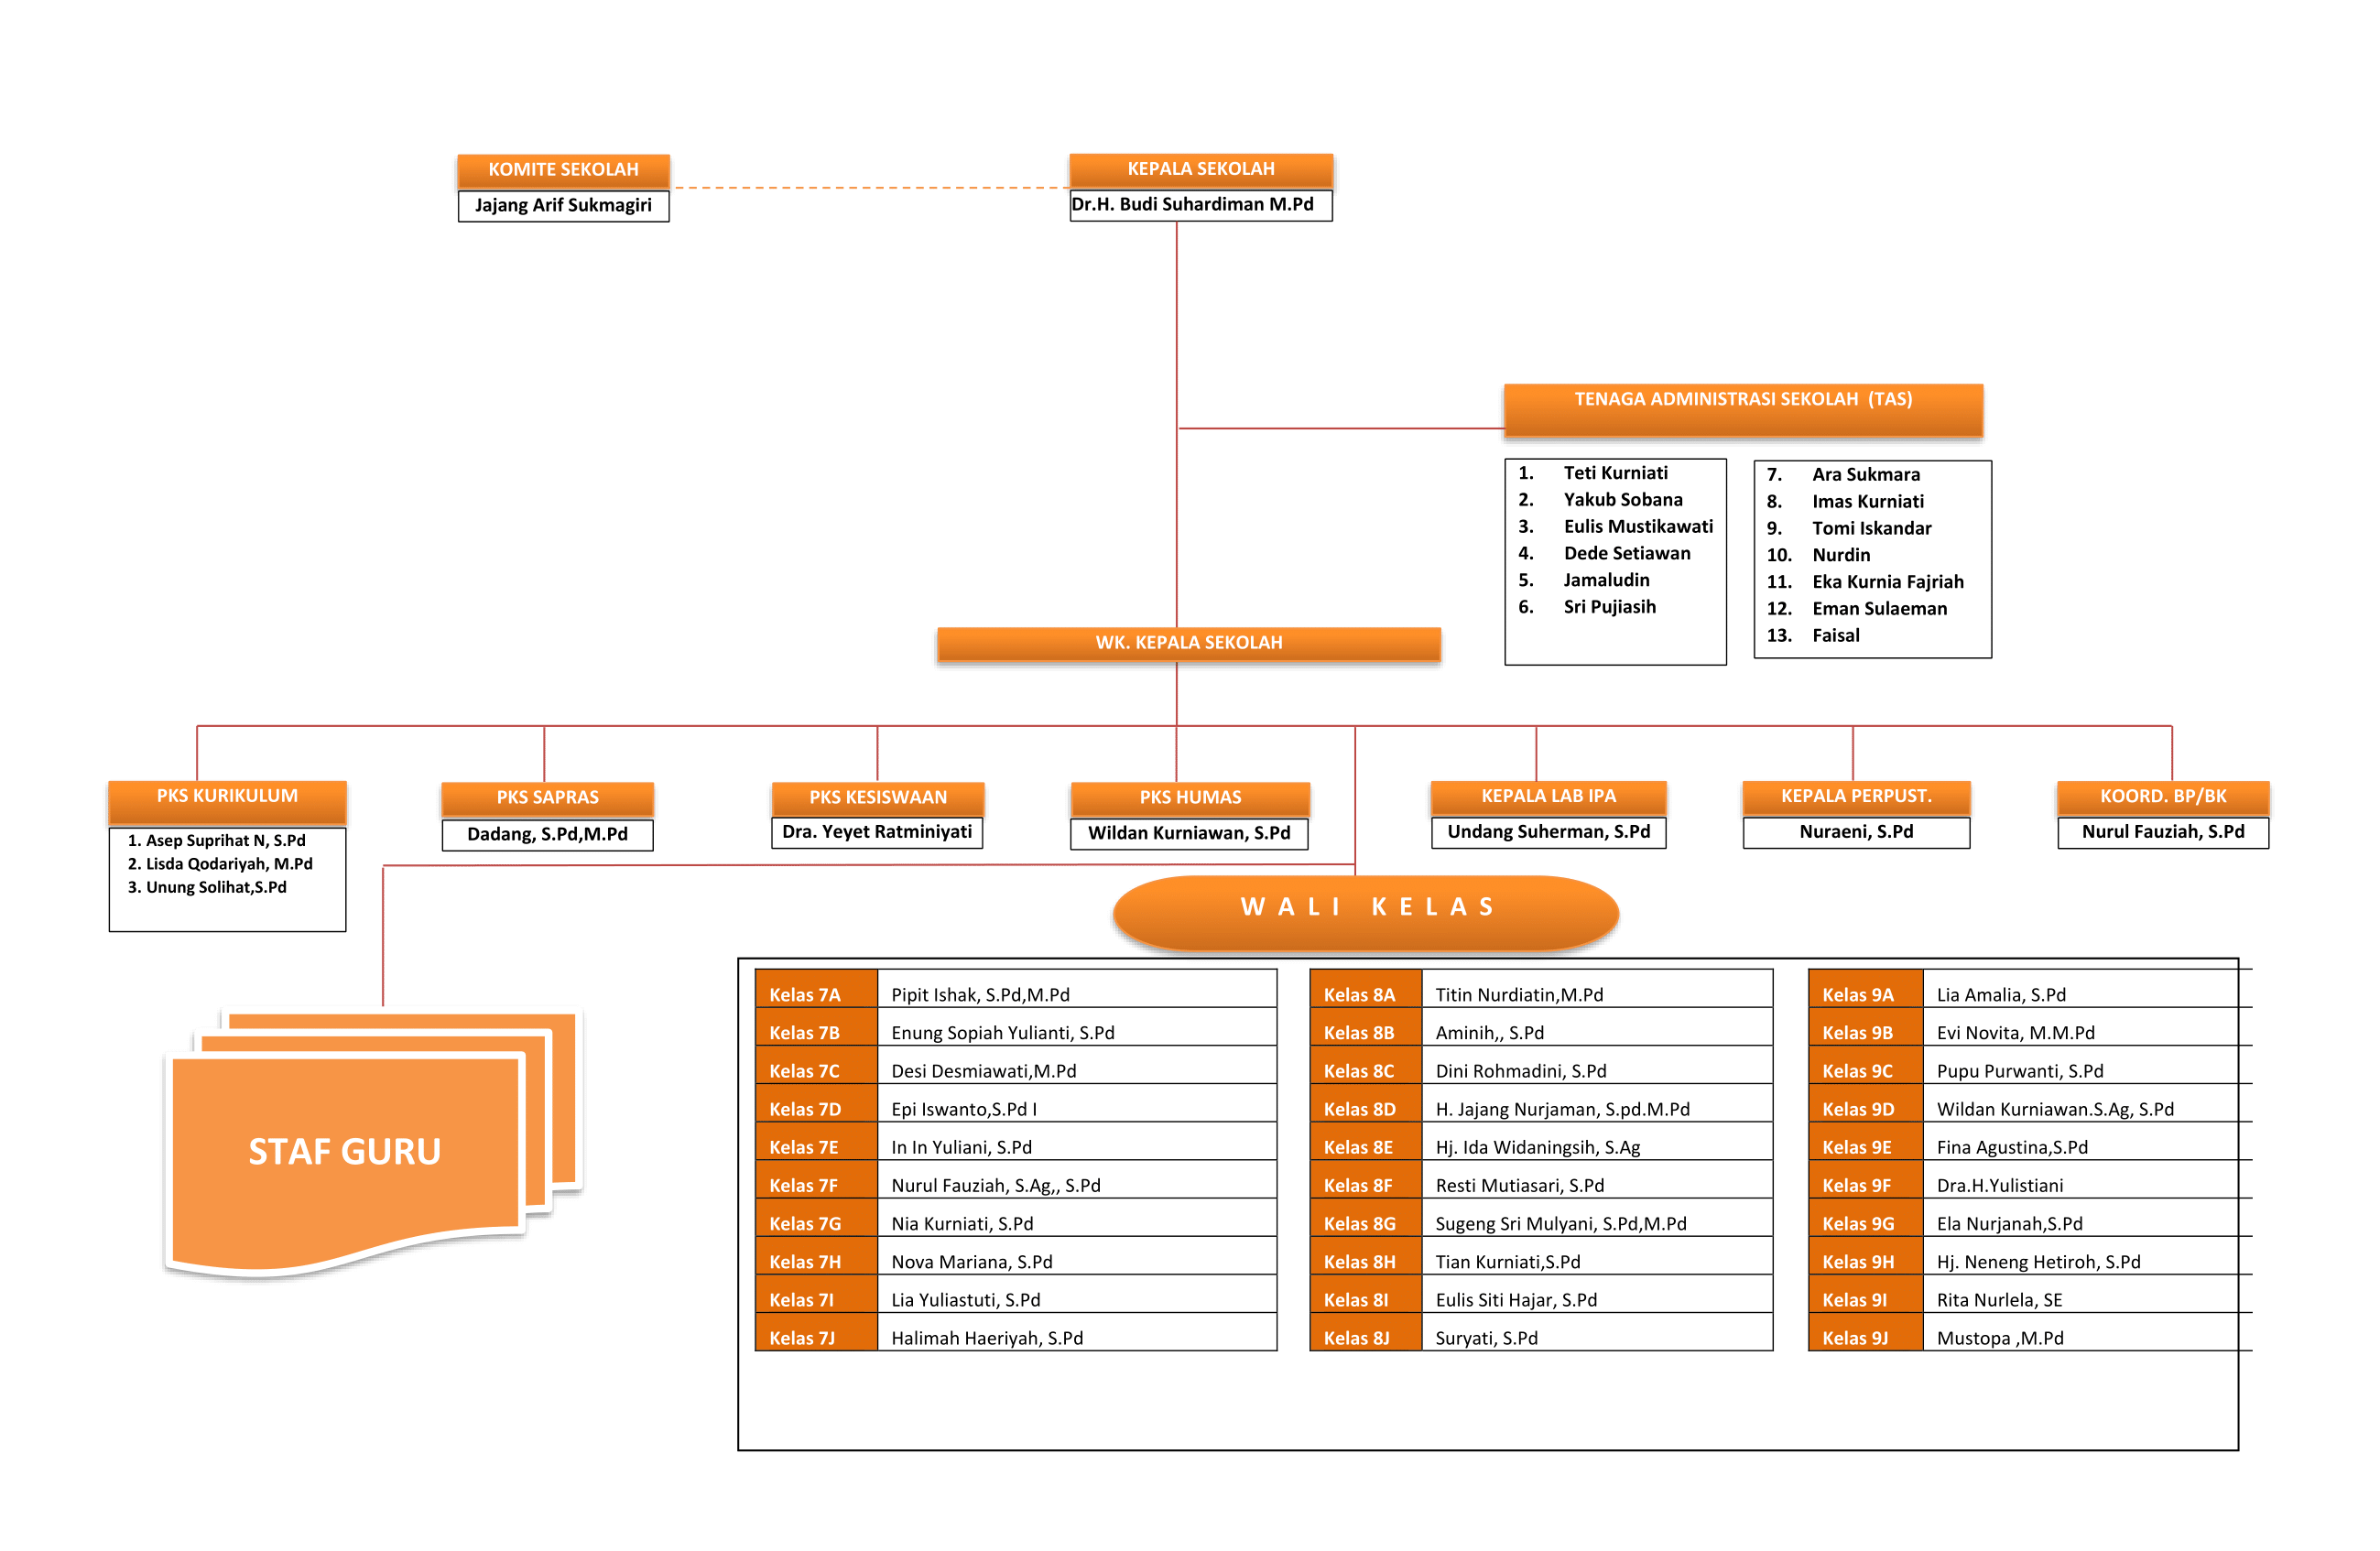 KOMITE SEKOLAH
Jajang Arif Sukmagiri
KEPALA SEKOLAH
Dr.H. Budi Suhardiman M.Pd
TENAGA ADMINISTRASI SEKOLAH (TAS)
1. Teti Kurniati
2. Yakub Sobana
3. Eulis Mustikawati
4. Dede Setiawan
5. Jamaludin
6. Sri Pujiasih
7. Ara Sukmara
8. Imas Kurniati
9. Tomi Iskandar
10. Nurdin
11. Eka Kurnia Fajriah
12. Eman Sulaeman
13. Faisal
WK. KEPALA SEKOLAH
PKS KURIKULUM
1. Asep Suprihat N, S.Pd
2. Lisda Qodariyah, M.Pd
3. Unung Solihat,S.Pd
PKS SAPRAS
Dadang, S.Pd,M.Pd
PKS KESISWAAN
Dra. Yeyet Ratminiyati
PKS HUMAS
Wildan Kurniawan, S.Pd
KEPALA LAB IPA
Undang Suherman, S.Pd
KEPALA PERPUST.
Nuraeni, S.Pd
KOORD. BP/BK
Nurul Fauziah, S.Pd
STAF GURU
WALI KELAS
Kelas 7A Pipit Ishak, S.Pd,M.Pd
Kelas 7B Enung Sopiah Yulianti, S.Pd
Kelas 7C Desi Desmiawati,M.Pd
Kelas 7D Epi Iswanto,S.Pd I
Kelas 7E In In Yuliani, S.Pd
Kelas 7F Nurul Fauziah, S.Ag,, S.Pd
Kelas 7G Nia Kurniati, S.Pd
Kelas 7H Nova Mariana, S.Pd
Kelas 7I Lia Yuliastuti, S.Pd
Kelas 7J Halimah Haeriyah, S.Pd
Kelas 8A Titin Nurdiatin,M.Pd
Kelas 8B Aminih,, S.Pd
Kelas 8C Dini Rohmadini, S.Pd
Kelas 8D H. Jajang Nurjaman, S.pd.M.Pd
Kelas 8E Hj. Ida Widaningsih, S.Ag
Kelas 8F Resti Mutiasari, S.Pd
Kelas 8G Sugeng Sri Mulyani, S.Pd,M.Pd
Kelas 8H Tian Kurniati,S.Pd
Kelas 8I Eulis Siti Hajar, S.Pd
Kelas 8J Suryati, S.Pd
Kelas 9A Lia Amalia, S.Pd
Kelas 9B Evi Novita, M.M.Pd
Kelas 9C Pupu Purwanti, S.Pd
Kelas 9D Wildan Kurniawan.S.Ag, S.Pd
Kelas 9E Fina Agustina,S.Pd
Kelas 9F Dra.H.Yulistiani
Kelas 9G Ela Nurjanah,S.Pd
Kelas 9H Hj. Neneng Hetiroh, S.Pd
Kelas 9I Rita Nurlela, SE
Kelas 9J Mustopa ,M.Pd